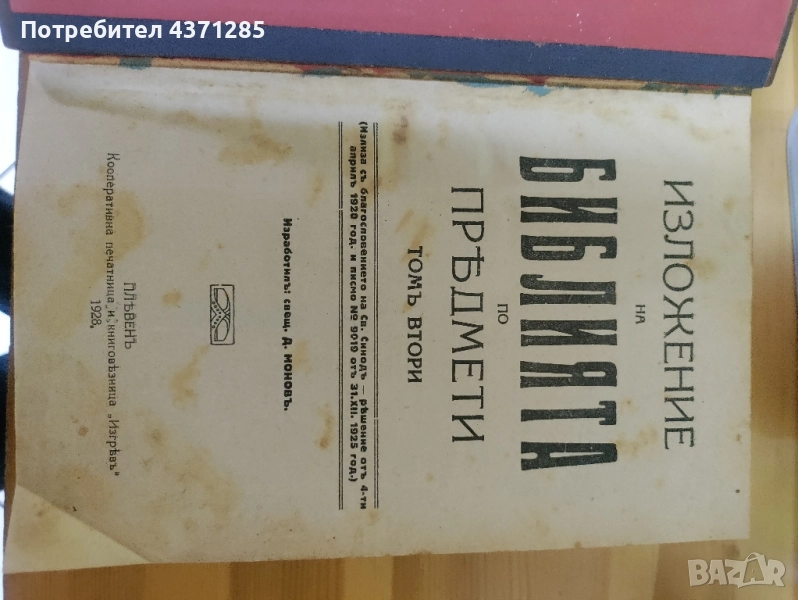 Потребител 4371285
ИЗЛОЖЕНИЕ
НА
БИБЛИЯТА
ПО
ПРѢДМЕТИ
ТОМЪ ВТОРИ
(Излиза съ благословението на Св. Синодъ — рѣшение отъ 4-ти
априлъ 1920 год. и писмо № 9019 отъ 31.XII. 1925 год.)
Изработилъ: свещ. Д. МОНОВЪ.
ПЛѢВЕНЪ
Кооперативна печатница „и„ книговѣзница „Изгрѣвъ“
1928,
BAZAR